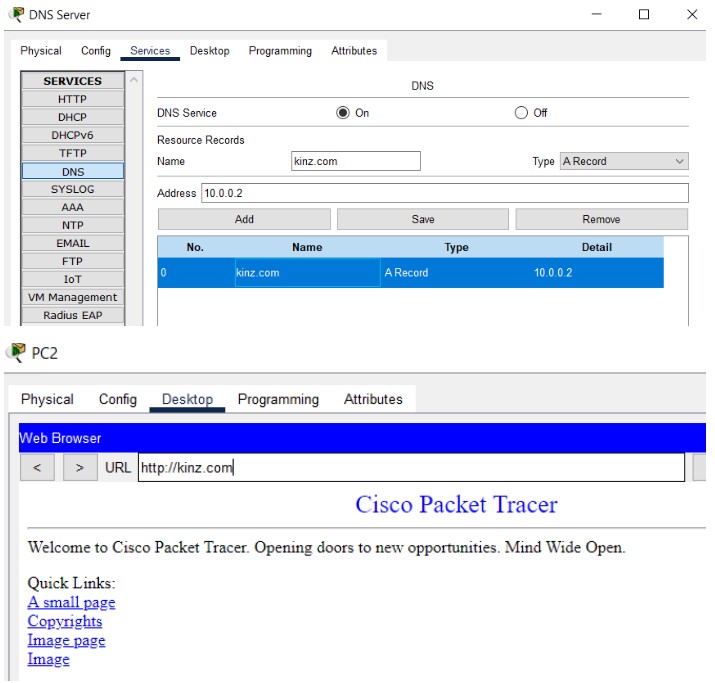 DNS Server
Physical Config Services Desktop Programming Attributes
SERVICES
HTTP
DHCP
DHCPv6
TFTP
DNS
SYSLOG
AAA
NTP
EMAIL
FTP
IoT
VM Management
Radius EAP
DNS
DNS Service On Off
Resource Records
Name kinz.com Type A Record
Address 10.0.0.2
Add Save Remove
No. Name Type Detail
0 kinz.com A Record 10.0.0.2
PC2
Physical Config Desktop Programming Attributes
Web Browser
< > URL http://kinz.com
Cisco Packet Tracer
Welcome to Cisco Packet Tracer. Opening doors to new opportunities. Mind Wide Open.
Quick Links:
A small page
Copyrights
Image page
Image